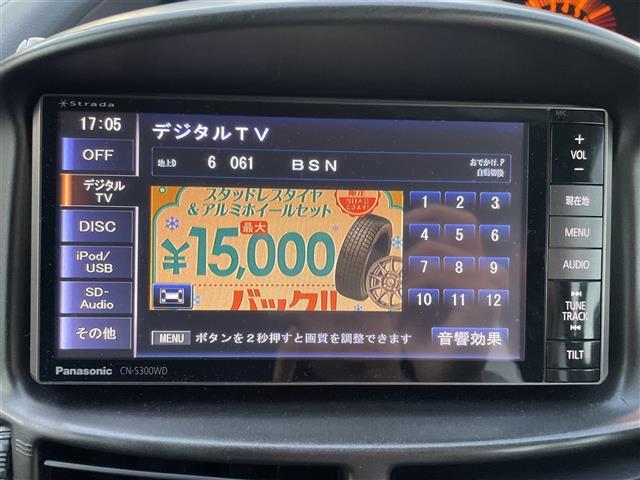 Strada
MIC
17:05
デジタルTV
OFF
地上D 6 061 BSN
おでかけ.P
自動切換
デジタル
TV
DISC
iPod/
USB
SD-
Audio
その他
スタッドレスタイヤ
&アルミホイールセット
最大
¥15,000
バック!!
1 2 3
4 5 6
7 8 9
10 11 12
MENU ボタンを2秒押すと画質を調整できます
音響効果
+
VOL
−
現在地
MENU
AUDIO
TUNE
TRACK
TILT
Panasonic CN-S300WD